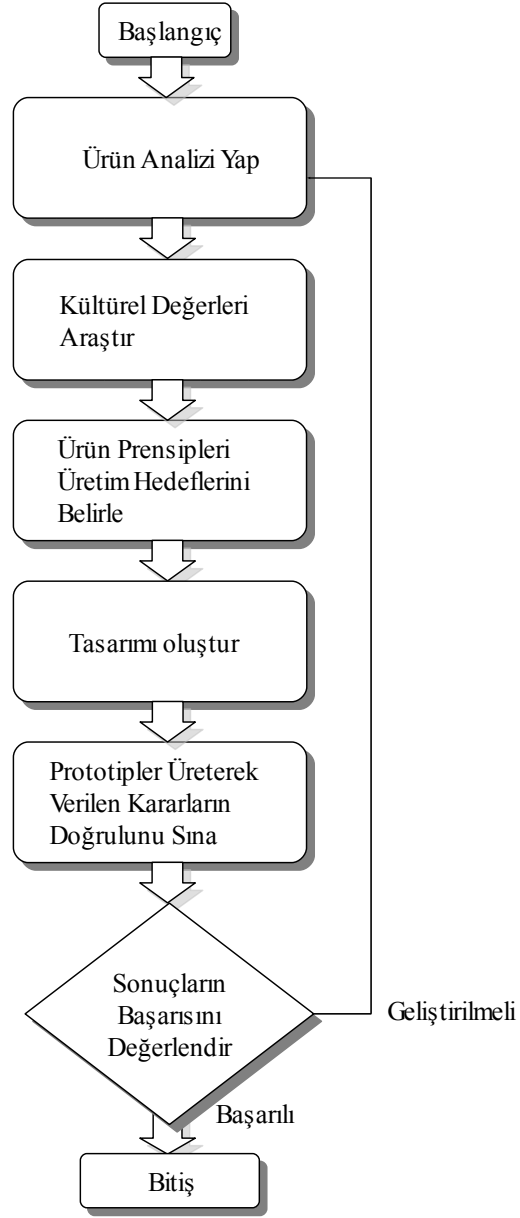 Başlangıç
Ürün Analizi Yap
Kültürel Değerleri
Araştır
Ürün Prensipleri
Üretim Hedeflerini
Belirle
Tasarımı oluştur
Prototipler Üreterek
Verilen Kararların
Doğrulunu Sına
Sonuçların
Başarısını
Değerlendir
Geliştirilmeli
Başarılı
Bitiş